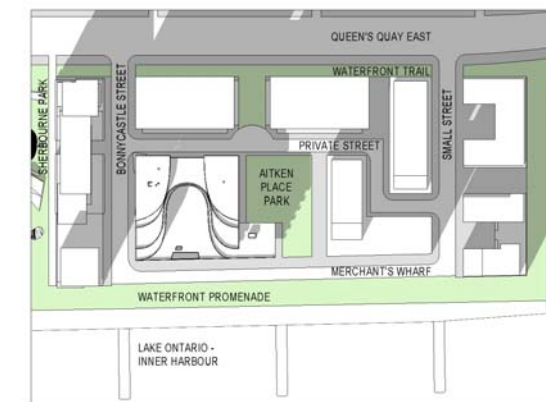 QUEEN'S QUAY EAST
WATERFRONT TRAIL
SHERBOURNE PARK
BONNYCASTLE STREET
SMALL STREET
PRIVATE STREET
AITKEN
PLACE
PARK
MERCHANT'S WHARF
WATERFRONT PROMENADE
LAKE ONTARIO -
INNER HARBOUR